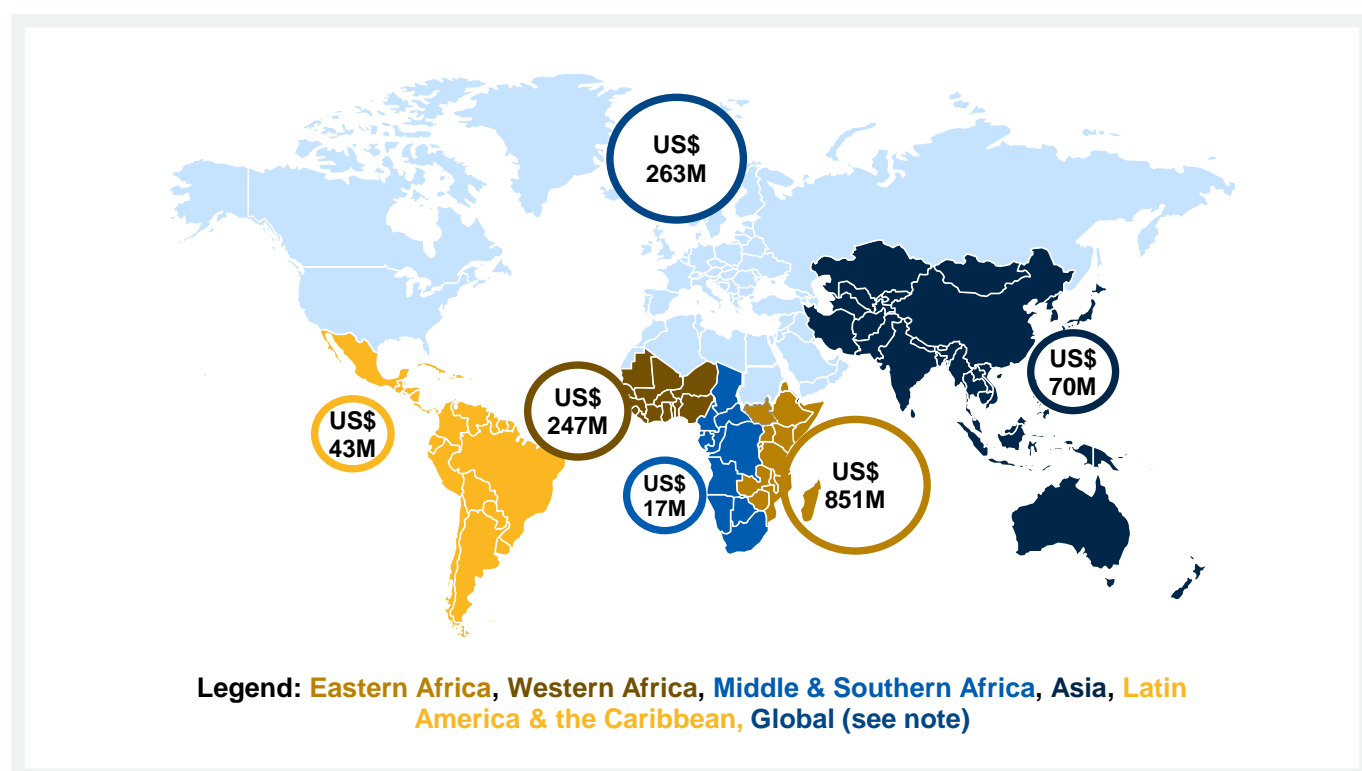 US$
263M
US$
70M
US$
247M
US$
43M
US$
17M
US$
851M
Legend: Eastern Africa, Western Africa, Middle & Southern Africa, Asia, Latin
America & the Caribbean, Global (see note)